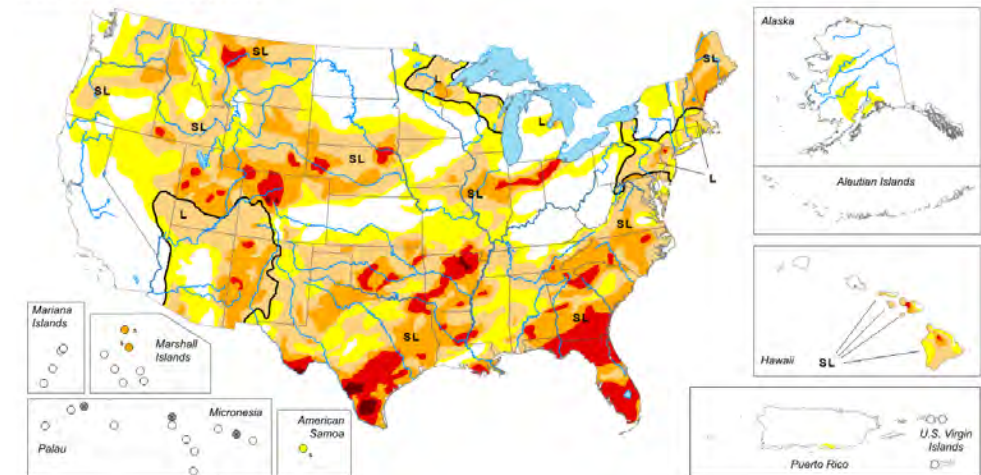 Alaska
Aleutian Islands
SL
SL
L
SL
L
SL
SL
SL
L
L
SL
SL
SL
Mariana
Islands
Marshall
Islands
S
Micronesia
Palau
American
Samoa
S
Hawaii
SL
U.S. Virgin
Islands
Puerto Rico